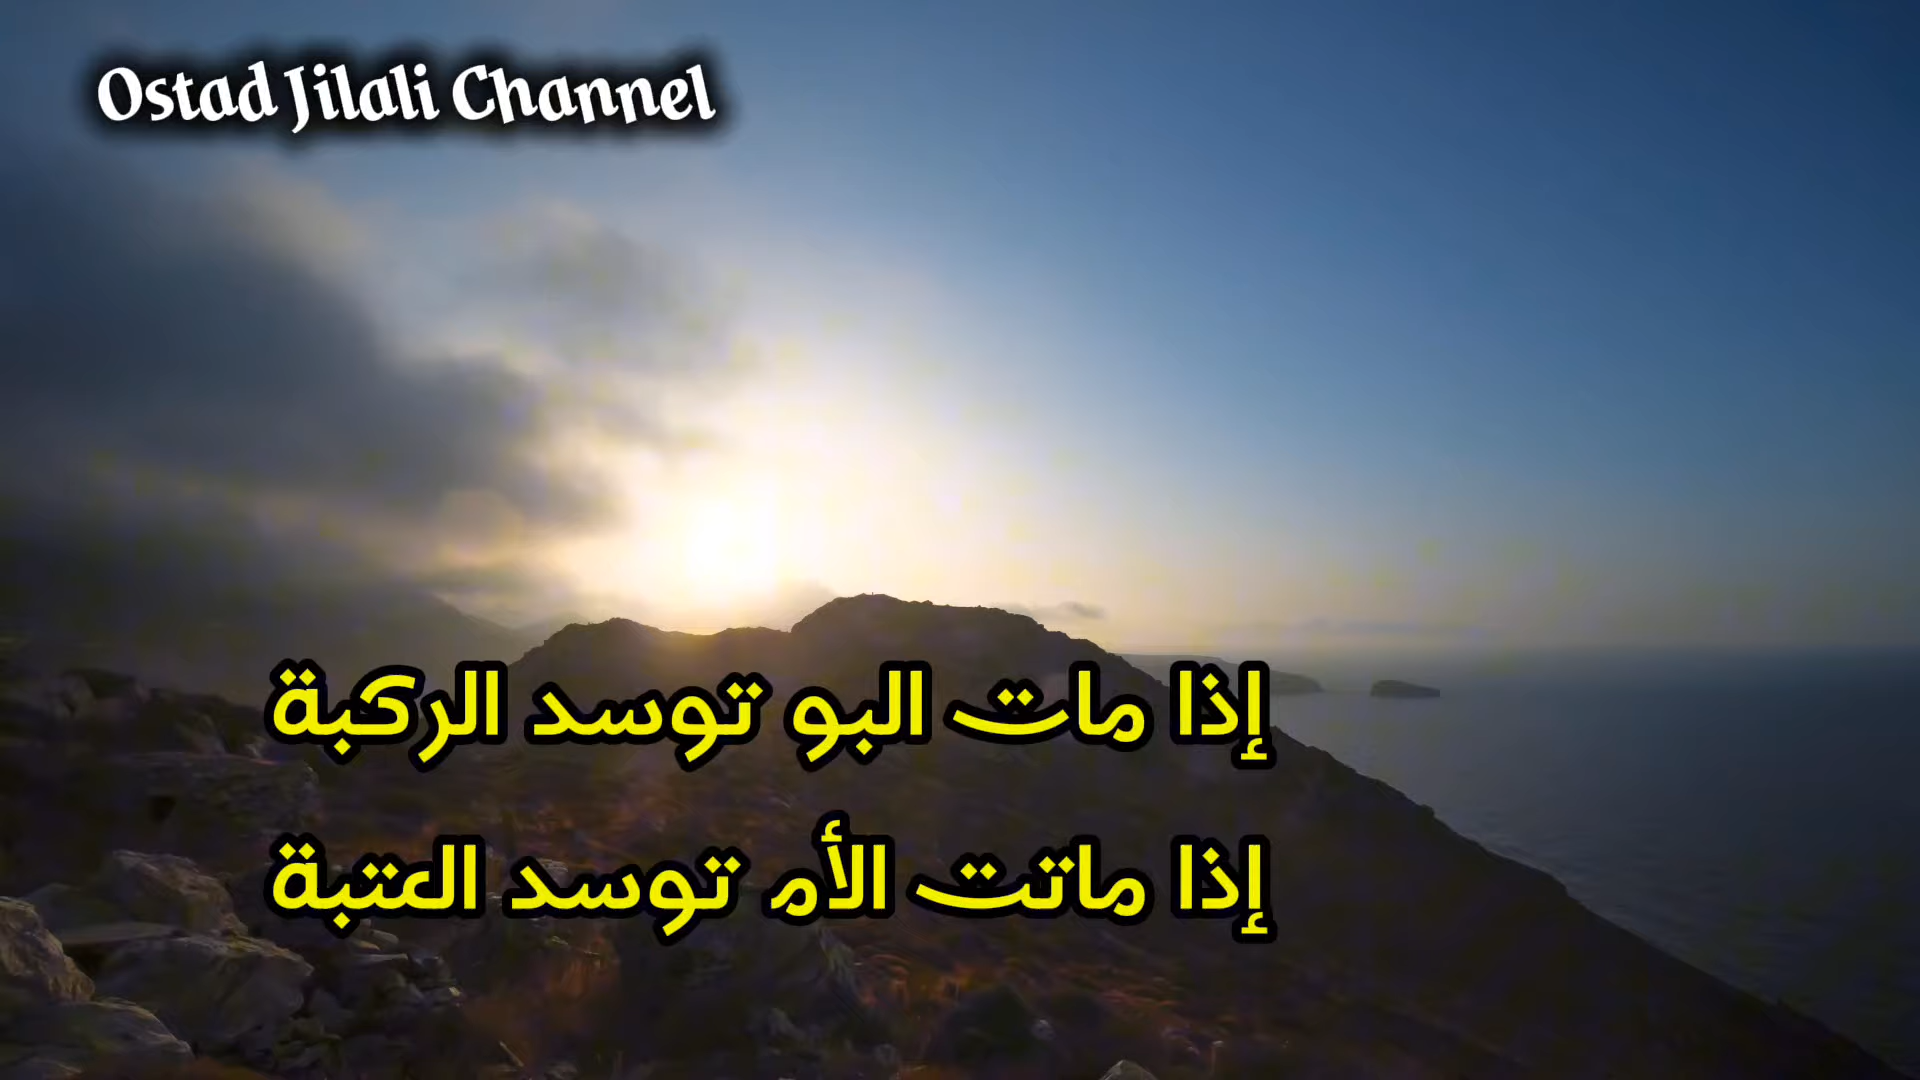 Ostad Jilali Channel
إذا مات البو توسد الركبة
إذا ماتت الأم توسد العتبة